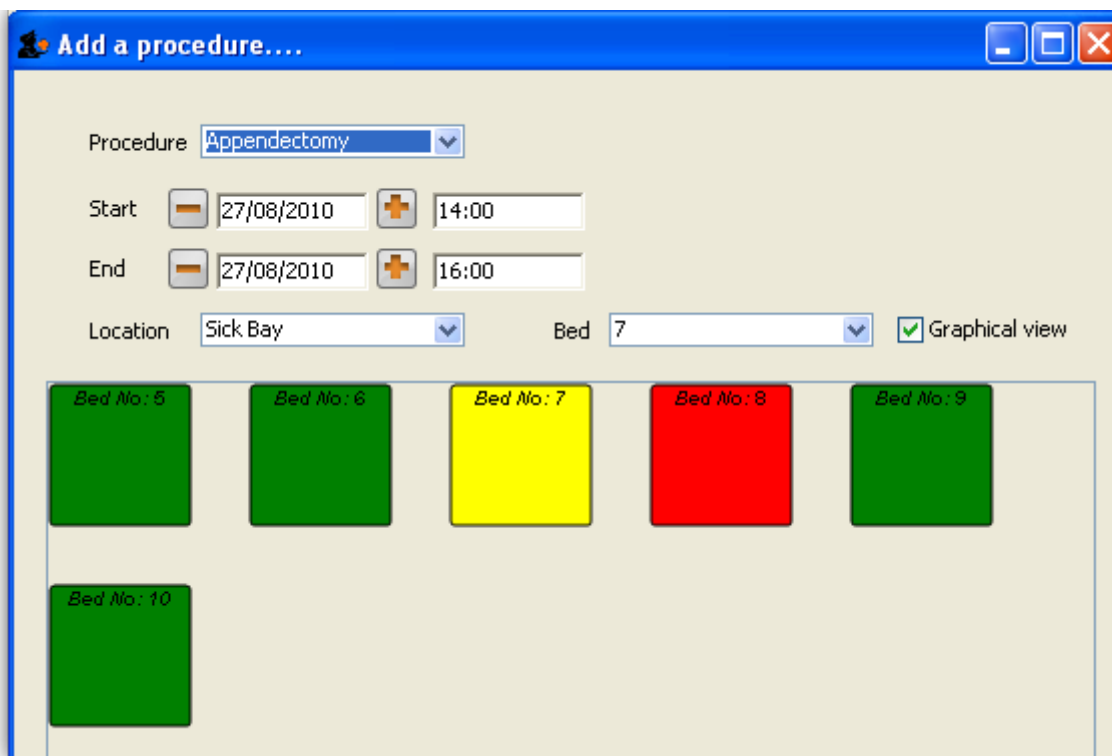 Add a procedure....
Procedure Appendectomy
Start 27/08/2010 14:00
End 27/08/2010 16:00
Location Sick Bay Bed 7 Graphical view
Bed No: 5 Bed No: 6 Bed No: 7 Bed No: 8 Bed No: 9
Bed No: 10